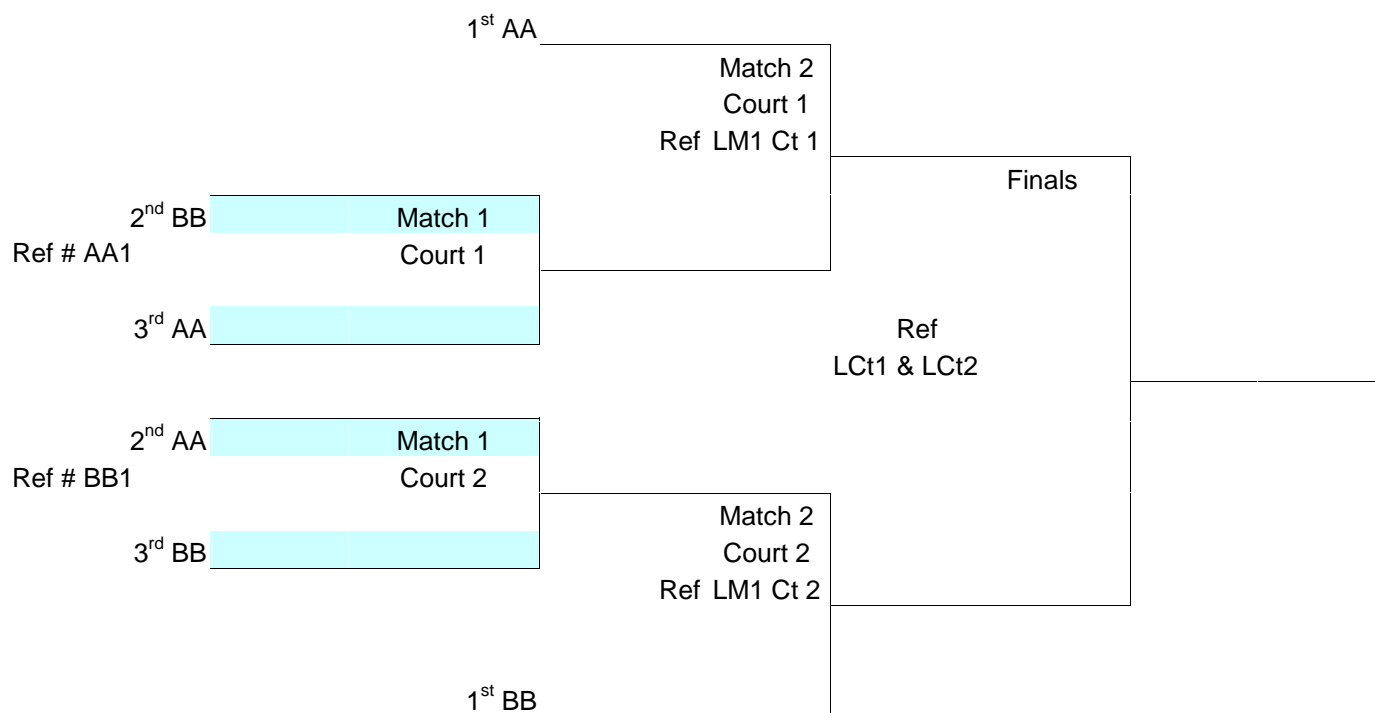 1st AA
Match 2
Court 1
Ref LM1 Ct 1
Finals
2nd BB Match 1
Ref # AA1 Court 1
3rd AA
Ref
LCt1 & LCt2
2nd AA Match 1
Ref # BB1 Court 2
Match 2
3rd BB Court 2
Ref LM1 Ct 2
1st BB